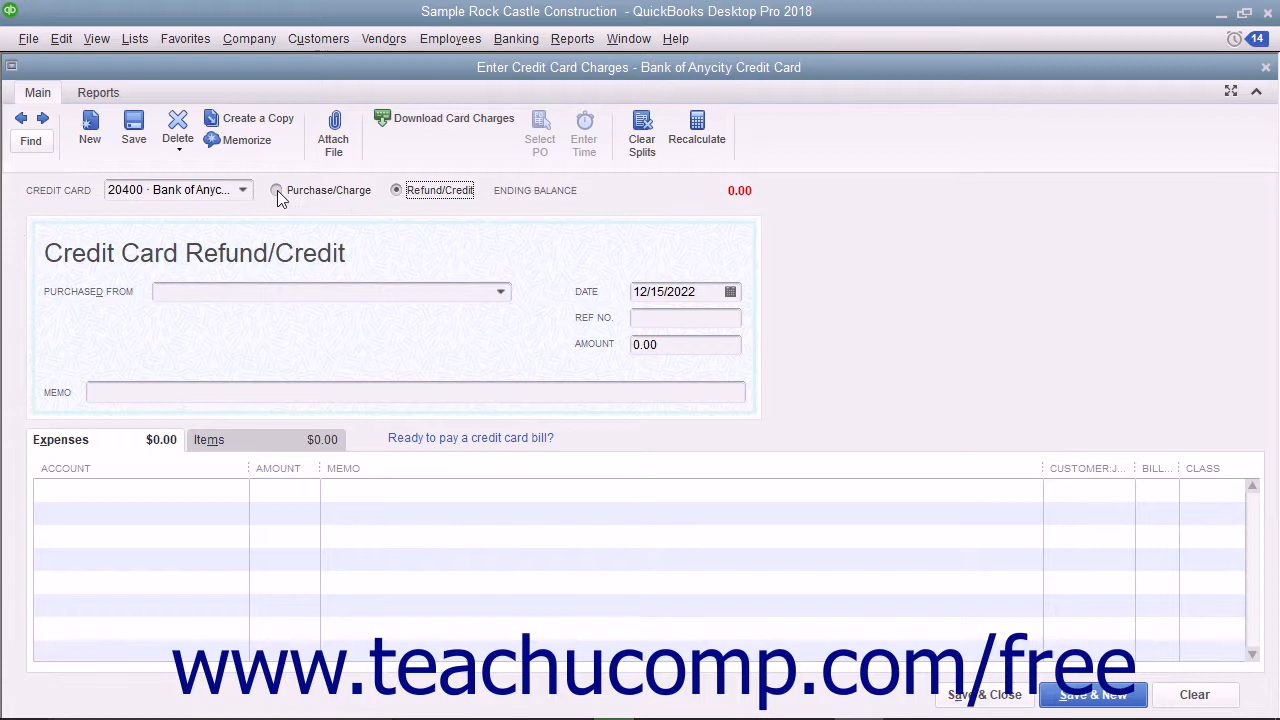 qb Sample Rock Castle Construction - QuickBooks Desktop Pro 2018
File Edit View Lists Favorites Company Customers Vendors Employees Banking Reports Window Help 14
Enter Credit Card Charges - Bank of Anycity Credit Card
Main Reports
Find New Save Delete Create a Copy Memorize Attach File Download Card Charges Select PO Enter Time Clear Splits Recalculate
CREDIT CARD 20400 · Bank of Anyc... Purchase/Charge Refund/Credit ENDING BALANCE 0.00
Credit Card Refund/Credit
PURCHASED FROM DATE 12/15/2022
REF NO.
AMOUNT 0.00
MEMO
Expenses $0.00 Items $0.00 Ready to pay a credit card bill?
ACCOUNT AMOUNT MEMO CUSTOMER:J... BILL... CLASS
www.teachucomp.com/free
Save & Close Save & New Clear